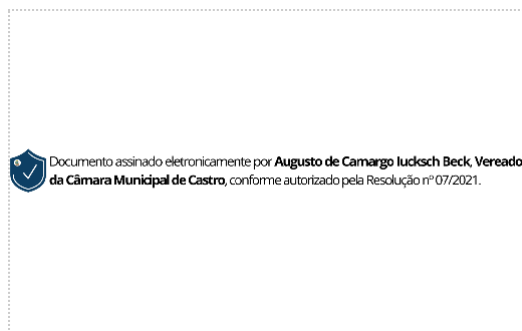 Documento assinado eletronicamente por Augusto de Camargo Iucksch Beck, Vereado
da Câmara Municipal de Castro, conforme autorizado pela Resolução nº 07/2021.